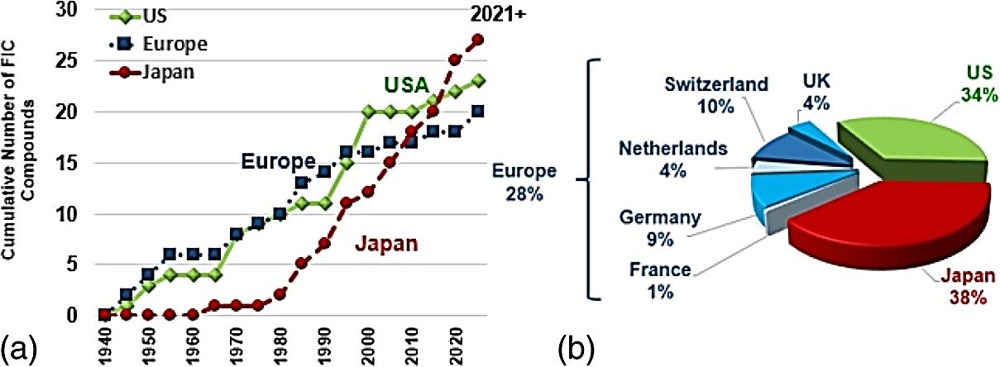 Cumulative Number of FIC
Compounds
30
25
20
15
10
5
0
US
Europe
Japan
2021+
USA
Europe
Japan
1940
1950
1960
1970
1980
1990
2000
2010
2020
(a)
Europe
28%
Switzerland
10%
UK
4%
Netherlands
4%
Germany
9%
France
1%
US
34%
Japan
38%
(b)